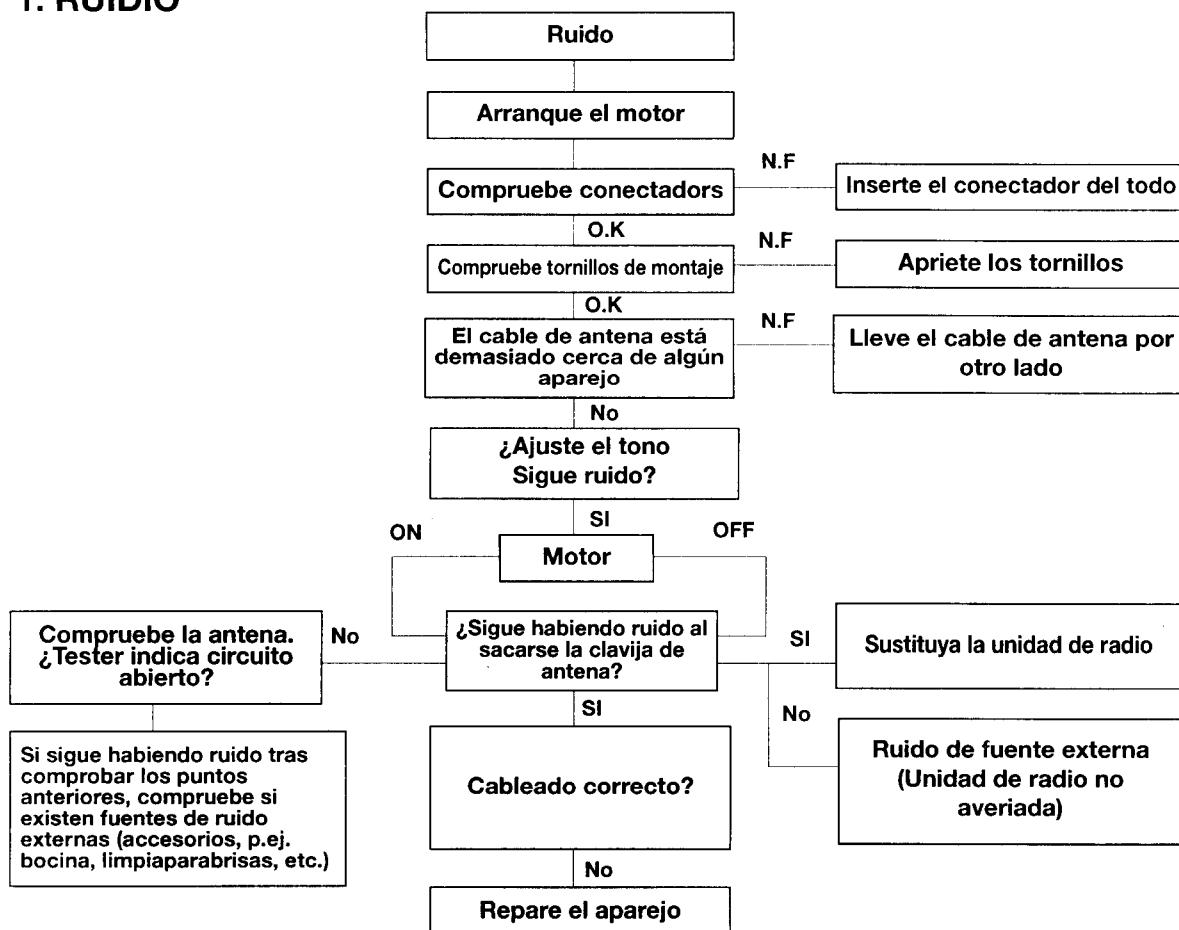 1. RUIDIO
Ruido
Arranque el motor
Compruebe conectadors
N.F
Inserte el conectador del todo
O.K
Compruebe tornillos de montaje
N.F
Apriete los tornillos
O.K
El cable de antena está
demasiado cerca de algún
aparejo
N.F
Lleve el cable de antena por
otro lado
No
¿Ajuste el tono
Sigue ruido?
SI
ON
Motor
OFF
Compruebe la antena.
¿Tester indica circuito
abierto?
No
¿Sigue habiendo ruido al
sacarse la clavija de
antena?
SI
Sustituya la unidad de radio
SI
No
Si sigue habiendo ruido tras
comprobar los puntos
anteriores, compruebe si
existen fuentes de ruido
externas (accesorios, p.ej.
bocina, limpiaparabrisas, etc.)
Cableado correcto?
Ruido de fuente externa
(Unidad de radio no
averiada)
No
Repare el aparejo